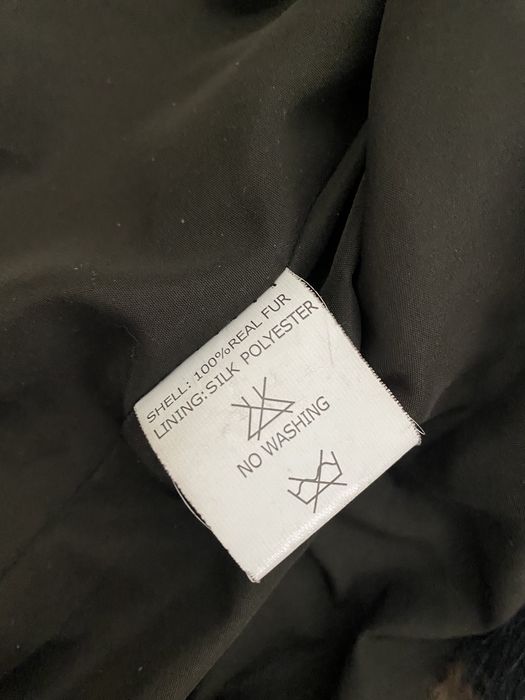 SHELL: 100%REAL FUR
LINING:SILK POLYESTER
NO WASHING